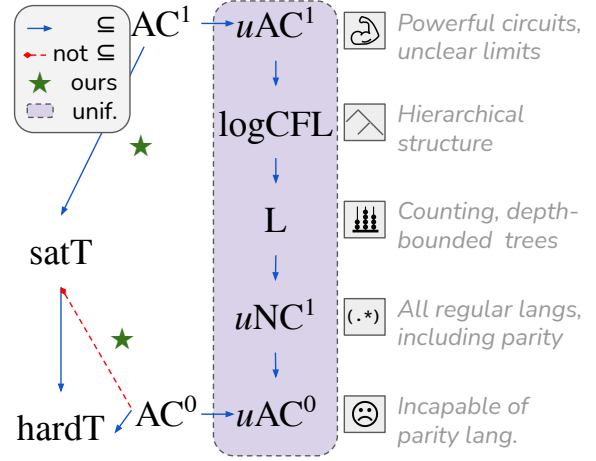 ⊆
not ⊆
ours
unif.
AC¹
uAC¹
Powerful circuits,
unclear limits
logCFL
Hierarchical
structure
satT
L
Counting, depth-
bounded trees
uNC¹
(.*)
All regular langs,
including parity
hardT
AC⁰
uAC⁰
Incapable of
parity lang.